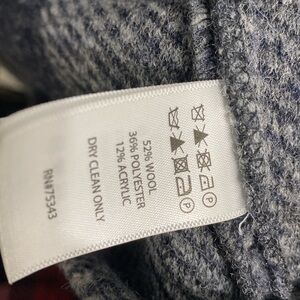 52% WOOL
36% POLYESTER
12% ACRYLIC
DRY CLEAN ONLY
RN#75343